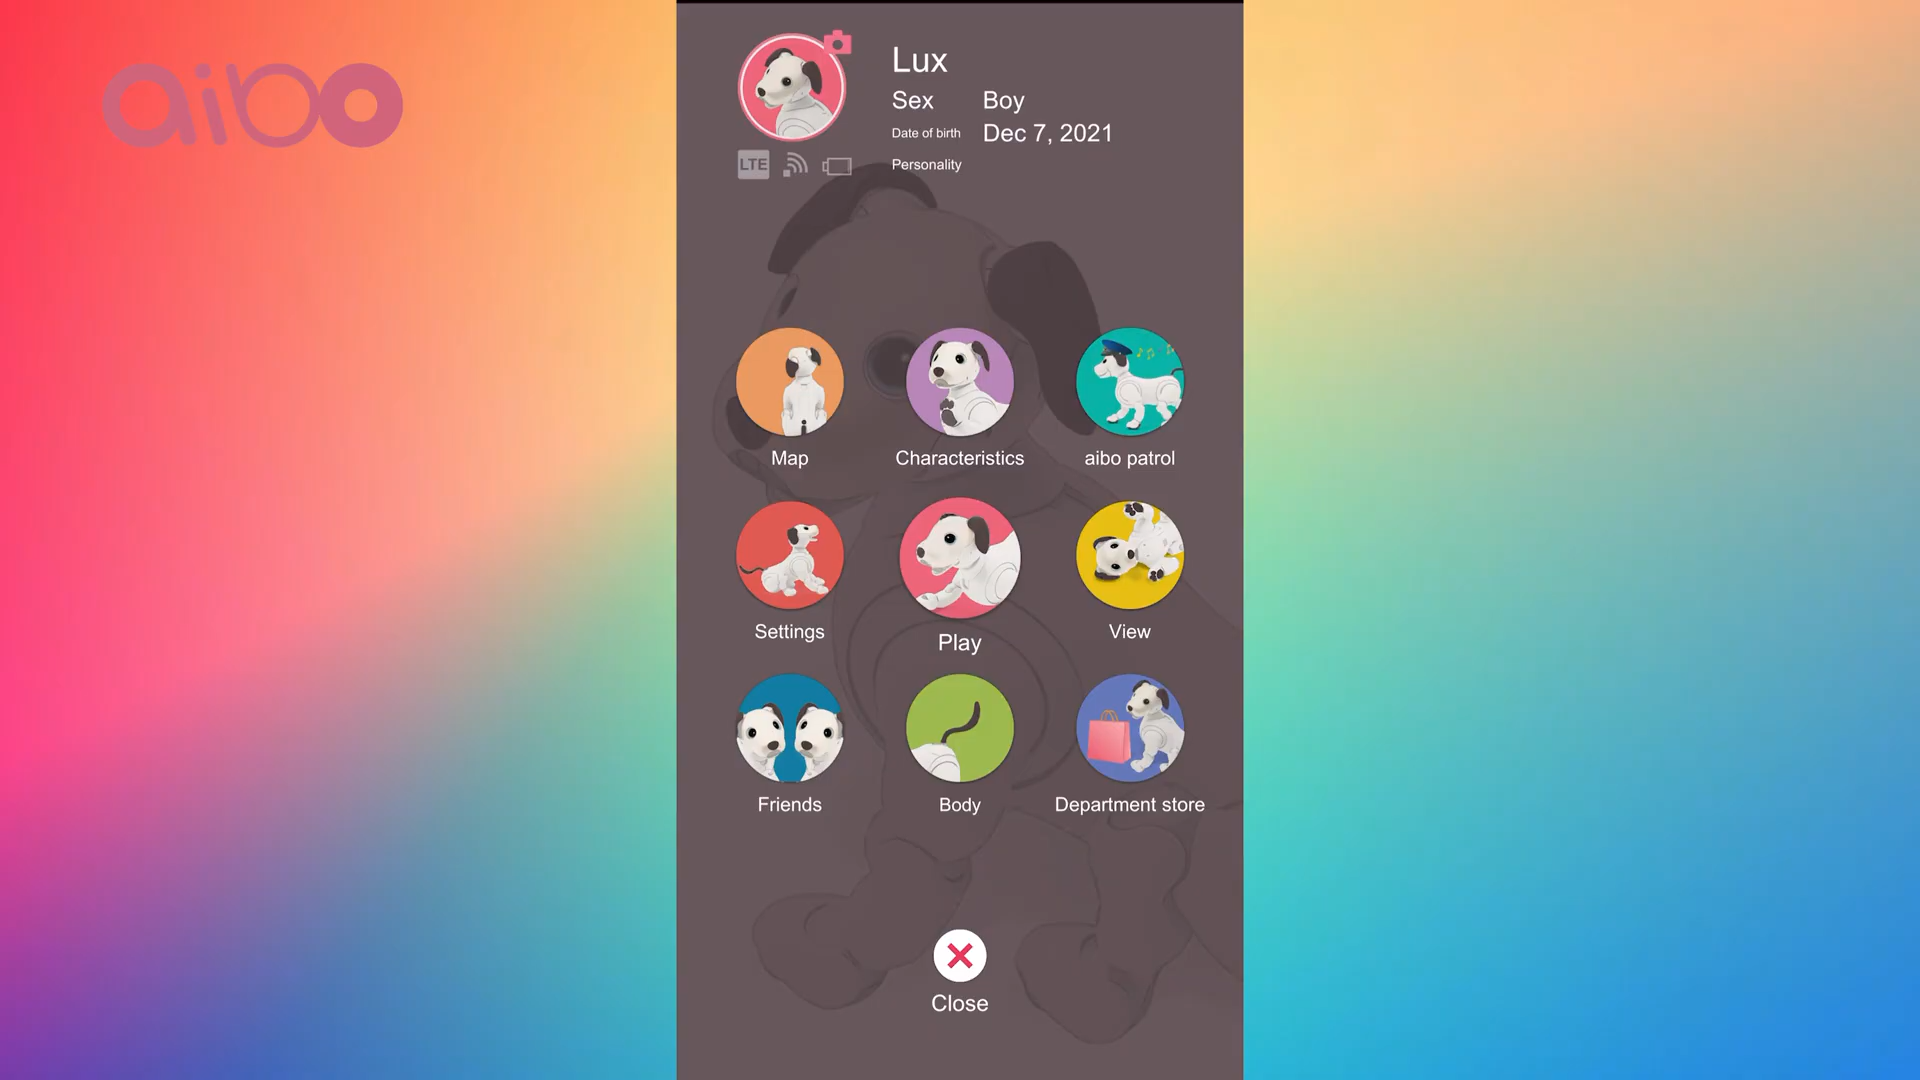 aibo
Lux
Sex Boy
Date of birth Dec 7, 2021
LTE
Personality
Map
Characteristics
aibo patrol
Settings
Play
View
Friends
Body
Department store
Close